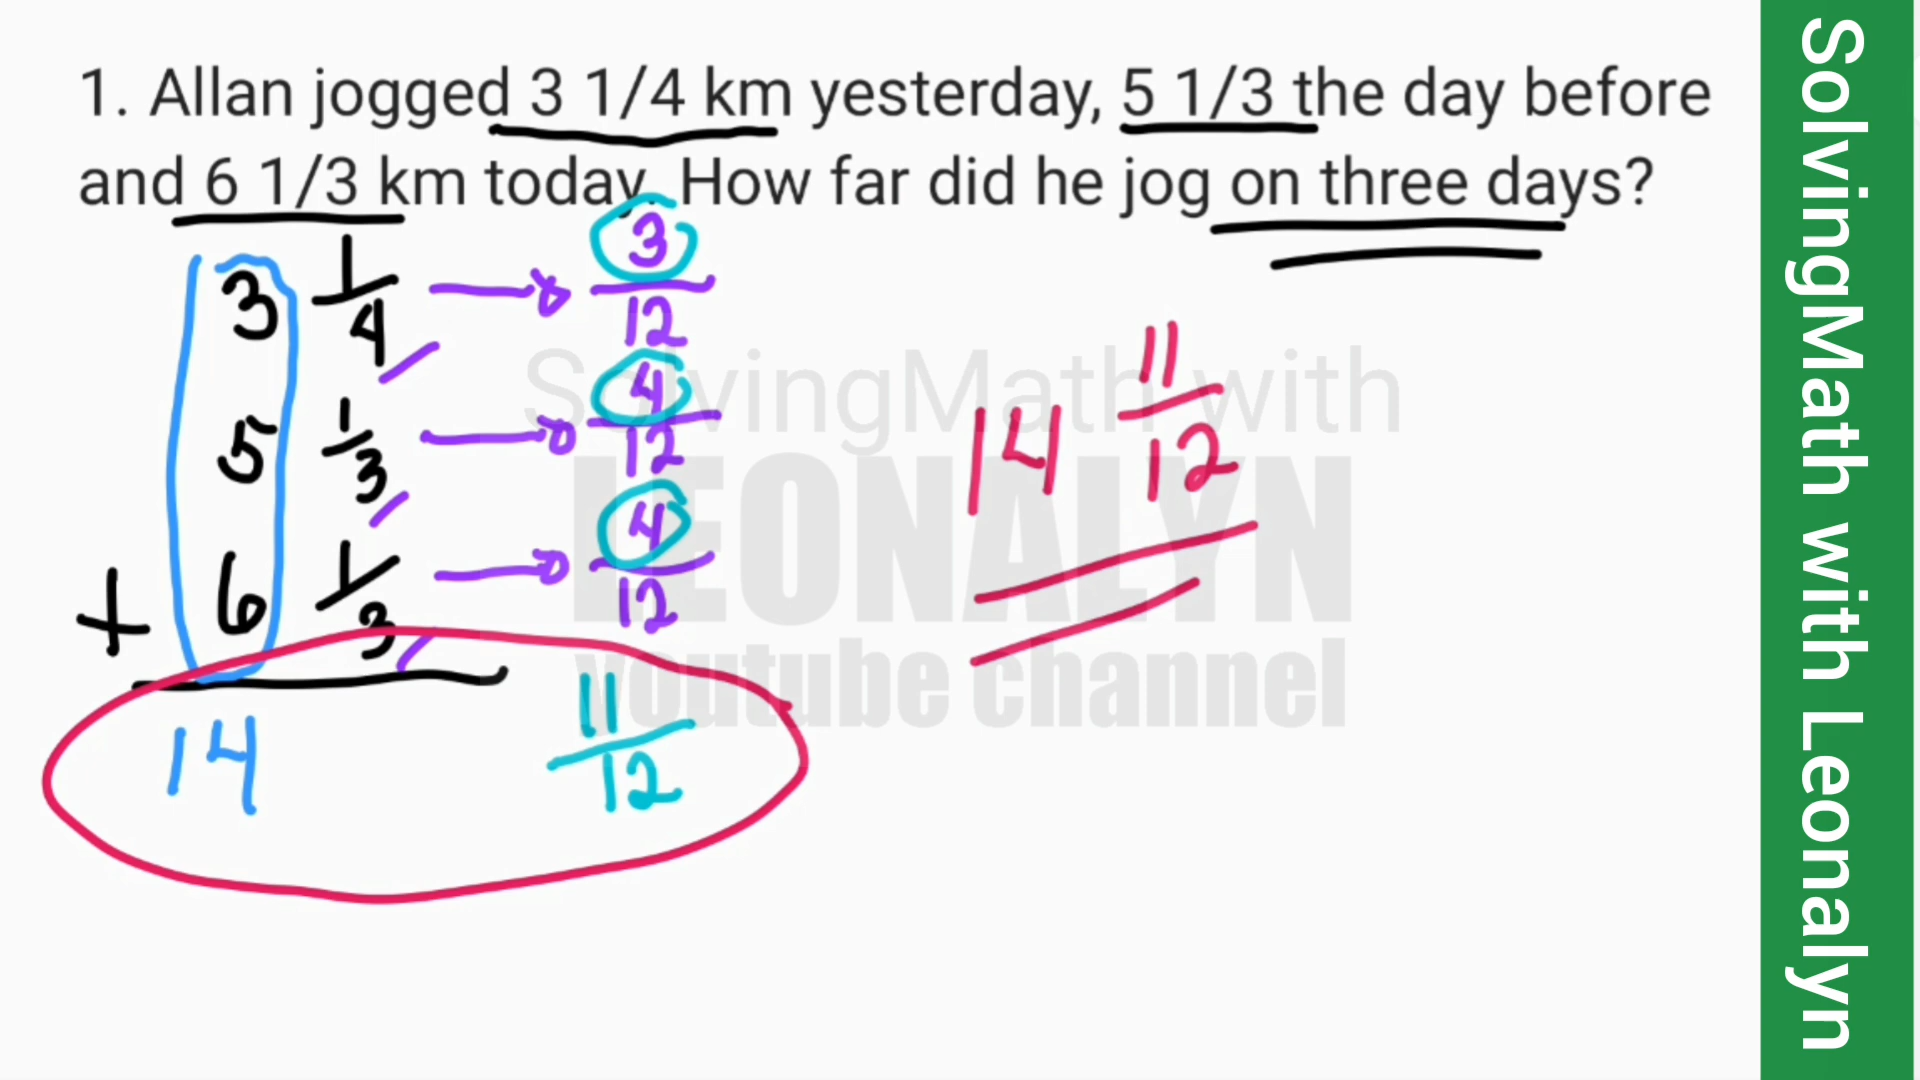 1. Allan jogged 3 1/4 km yesterday, 5 1/3 the day before
and 6 1/3 km today. How far did he jog on three days?
3 1/4 → 3/12
5 1/3 → 4/12
+ 6 1/3 → 4/12
14 11/12
14 11/12
SolvingMath with
LEONALYN
youtube channel
SolvingMath with Leonalyn